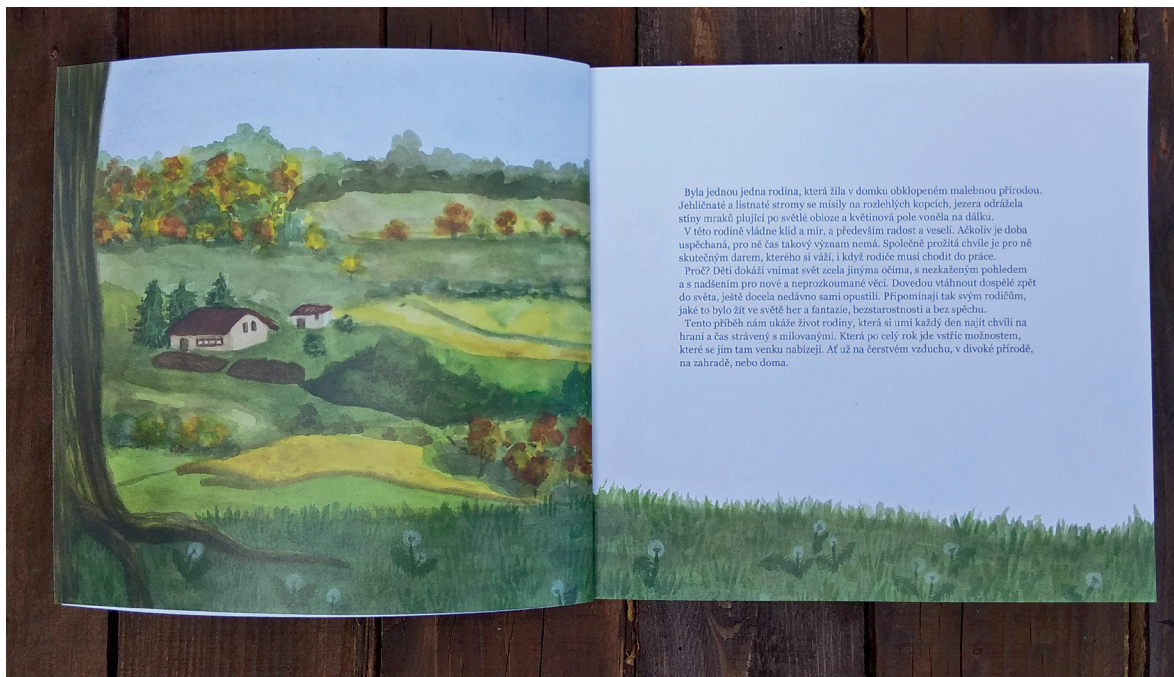 Byla jednou jedna rodina, která žila v domku obklopeném malebnou přírodou.
Jehličnaté a listnaté stromy se mísily na rozlehlých kopcích, jezera odrážela
stíny mraků plující po světlé obloze a květinová pole voněla na dálku.
V této rodině vládne klid a mír, a především radost a veselí. Ačkoliv je doba
uspěchaná, pro ně čas takový význam nemá. Společně prožitá chvíle je pro ně
skutečným darem, kterého si váží, i když rodiče musí chodit do práce.
Proč? Děti dokáží vnímat svět zcela jinýma očima, s nezkaženým pohledem
a s nadšením pro nové a neprozkoumané věci. Dovedou vtáhnout dospělé zpět
do světa, ještě docela nedávno sami opustili. Připomínají tak svým rodičům,
jaké to bylo žít ve světě her a fantazie, bezstarostností a bez spěchu.
Tento příběh nám ukáže život rodiny, která si umí každý den najít chvíli na
hraní a čas strávený s milovanými. Která po celý rok jde vstříc možnostem,
které se jim tam venku nabízejí. Ať už na čerstvém vzduchu, v divoké přírodě,
na zahradě, nebo doma.